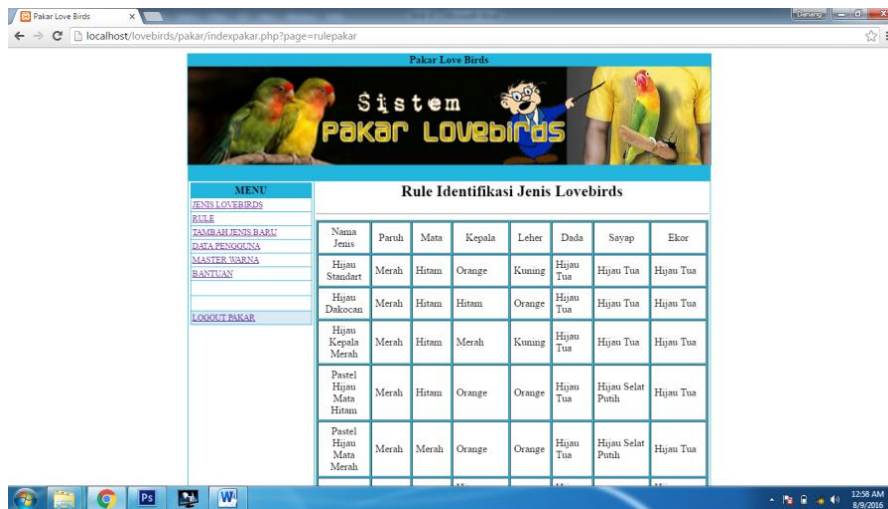 Pakar Love Birds
localhost/lovebirds/pakar/indexpakar.php?page=rulepakar
Pakar Love Birds
Sistem
Pakar Lovebirds
MENU
JENIS LOVEBIRDS
RULE
TAMBAH JENIS BARU
DATA PENGGUNA
MASTER WARNA
BANTUAN
LOGOUT PAKAR
Rule Identifikasi Jenis Lovebirds
Nama Jenis Paruh Mata Kepala Leher Dada Sayap Ekor
Hijau Standart Merah Hitam Orange Kuning Hijau Tua Hijau Tua Hijau Tua
Hijau Dakocan Merah Hitam Hitam Orange Hijau Tua Hijau Tua Hijau Tua
Hijau Kepala Merah Merah Hitam Merah Kuning Hijau Tua Hijau Tua Hijau Tua
Pastel Hijau Mata Hitam Merah Hitam Orange Orange Hijau Tua Hijau Selat Putih Hijau Tua
Pastel Hijau Mata Merah Merah Merah Orange Orange Hijau Tua Hijau Selat Putih Hijau Tua
Ps
W
12:58 AM
8/9/2016